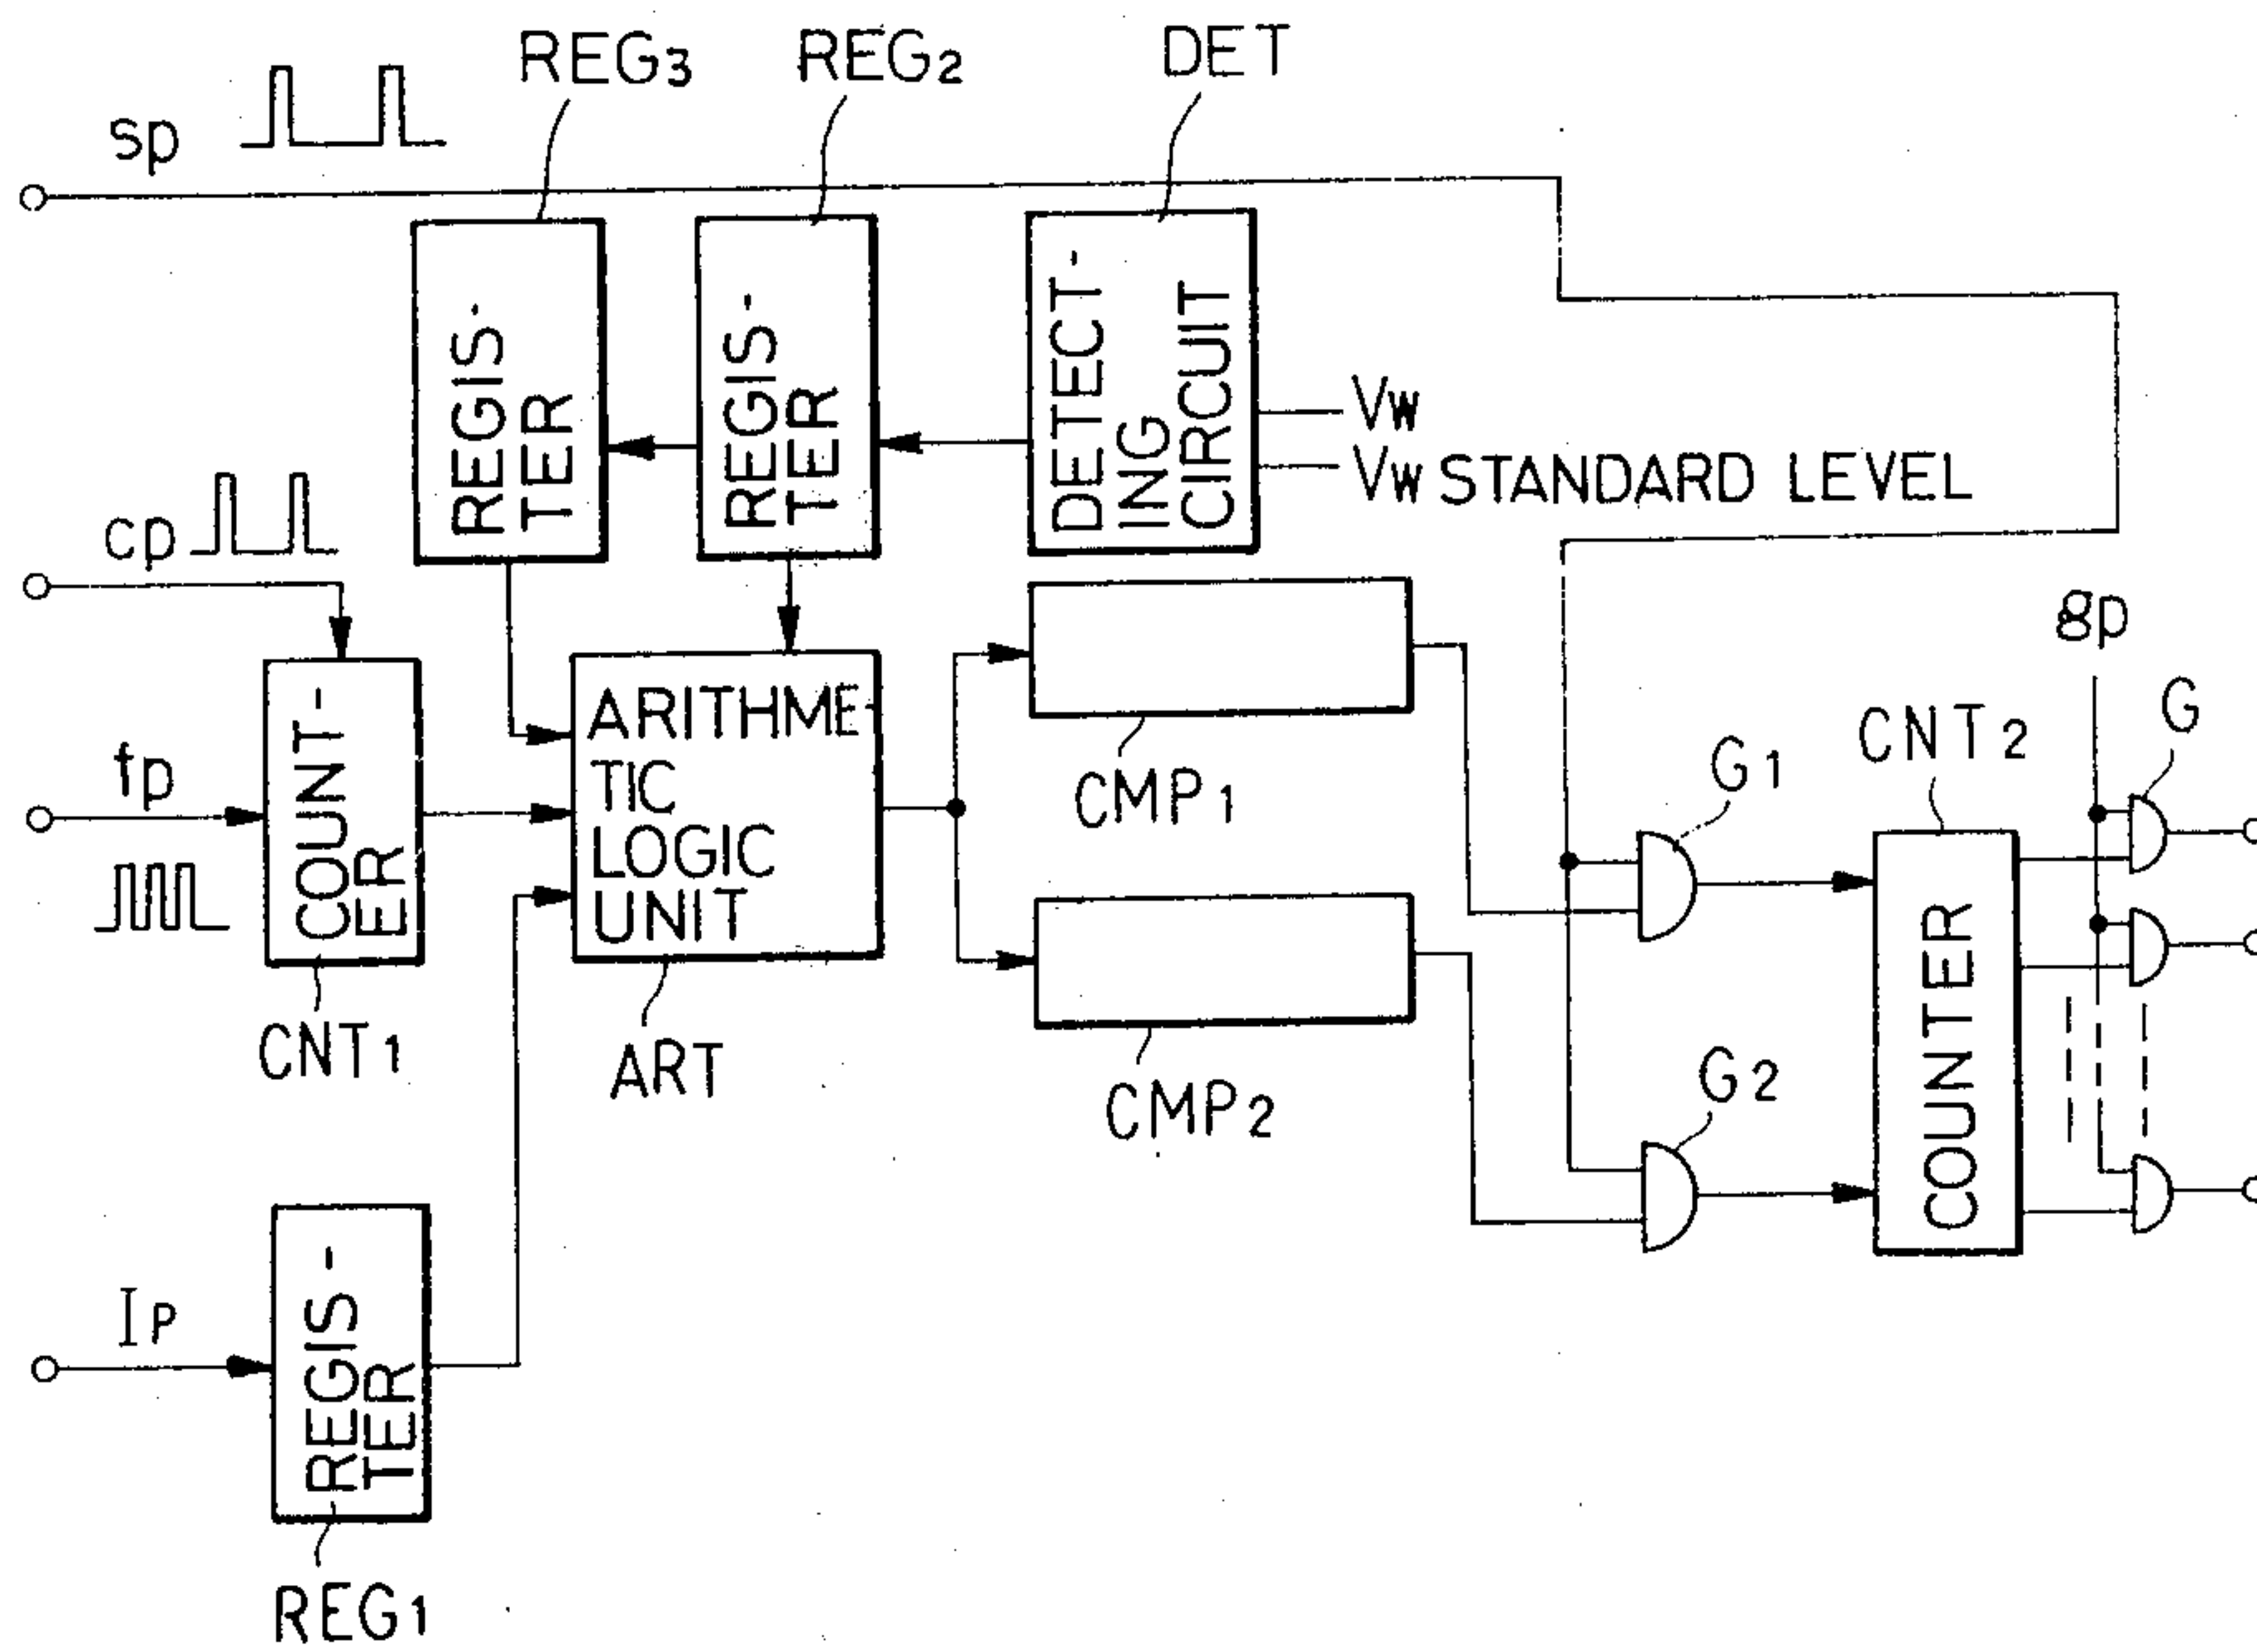 REG3
REG2
DET
sp
REGIS-
TER
REGIS-
TER
DETECT-
ING
CIRCUIT
Vw
Vw STANDARD LEVEL
cp
gp
G
fp
COUNT-
ER
ARITHME-
TIC
LOGIC
UNIT
CMP1
G1
CNT2
CNT1
ART
CMP2
G2
COUNTER
Ip
REGIS-
TER
REG1